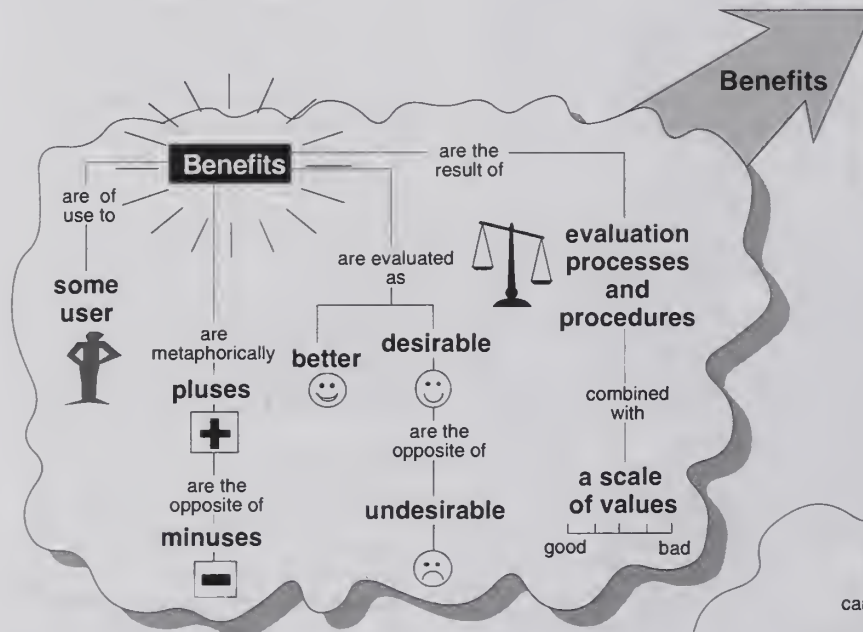 Benefits
Benefits
are of
use to
some
user
are
metaphorically
pluses
are the
opposite of
minuses
are evaluated
as
better
desirable
are the
opposite of
undesirable
are the
result of
evaluation
processes
and
procedures
combined
with
a scale
of values
good bad